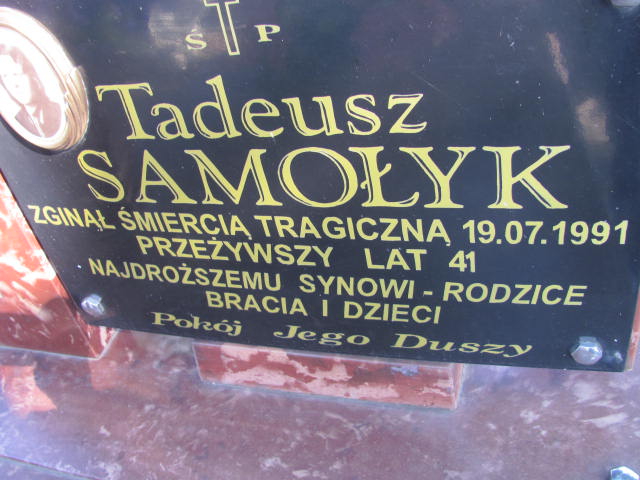 Ś P
Tadeusz
SAMOŁYK
ZGINĄŁ ŚMIERCIĄ TRAGICZNĄ 19.07.1991
PRZEŻYWSZY LAT 41
NAJDROŻSZEMU SYNOWI - RODZICE
BRACIA I DZIECI
Pokój Jego Duszy